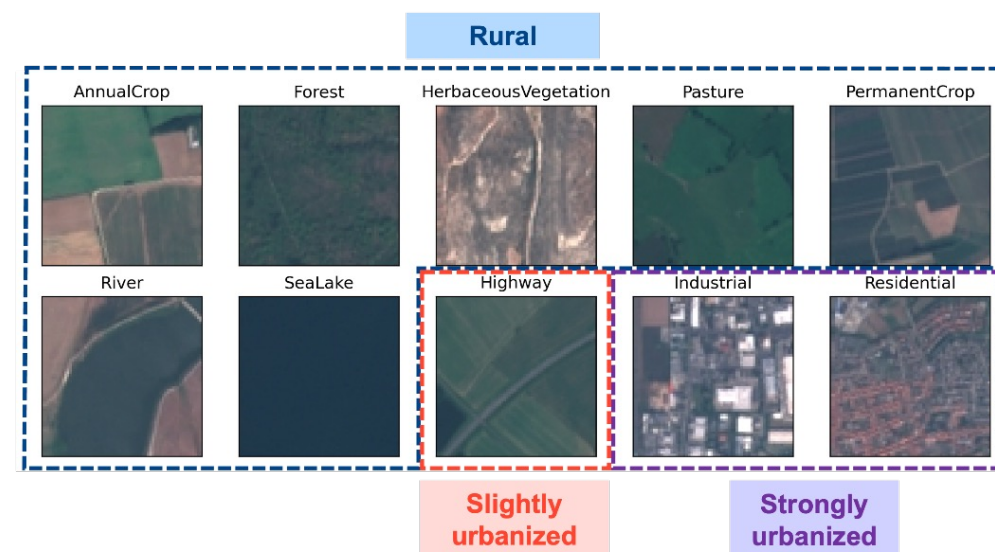 Rural
AnnualCrop
Forest
HerbaceousVegetation
Pasture
PermanentCrop
River
SeaLake
Highway
Industrial
Residential
Slightly
urbanized
Strongly
urbanized